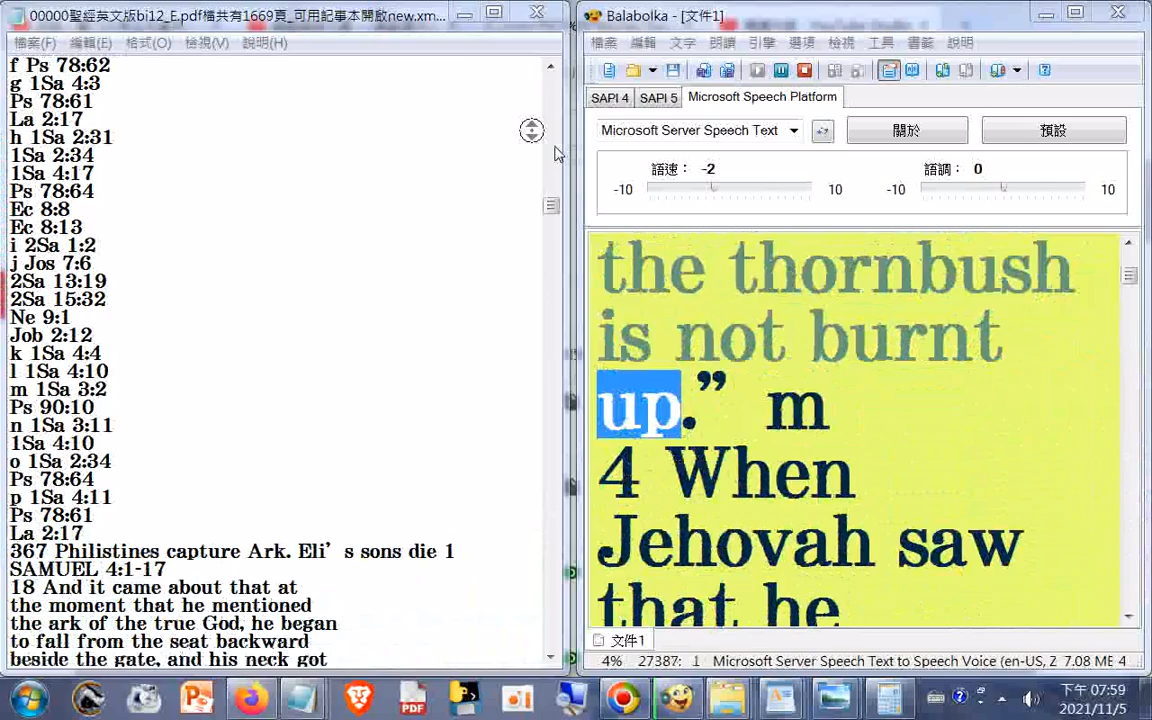 00000聖經英文版bi12_E.pdf檔共有1669頁_可用記事本開啟new.xm...
檔案(F) 編輯(E) 格式(O) 檢視(V) 說明(H)
f Ps 78:62
g 1Sa 4:3
Ps 78:61
La 2:17
h 1Sa 2:31
1Sa 2:34
1Sa 4:17
Ps 78:64
Ec 8:8
Ec 8:13
i 2Sa 1:2
j Jos 7:6
2Sa 13:19
2Sa 15:32
Ne 9:1
Job 2:12
k 1Sa 4:4
l 1Sa 4:10
m 1Sa 3:2
Ps 90:10
n 1Sa 3:11
1Sa 4:10
o 1Sa 2:34
Ps 78:64
p 1Sa 4:11
Ps 78:61
La 2:17
367 Philistines capture Ark. Eli’s sons die 1
SAMUEL 4:1-17
18 And it came about that at
the moment that he mentioned
the ark of the true God, he began
to fall from the seat backward
beside the gate, and his neck got
Balabolka - [文件1]
檔案 編輯 文字 朗讀 引擎 選項 檢視 工具 書籤 說明
SAPI 4 SAPI 5 Microsoft Speech Platform
Microsoft Server Speech Text 關於 預設
語速： -2 語調： 0
-10 10 -10 10
the thornbush
is not burnt
up.” m
4 When
Jehovah saw
that he
文件1
4% 27387: 1 Microsoft Server Speech Text to Speech Voice (en-US, Z 7.08 ME 4
下午 07:59
2021/11/5